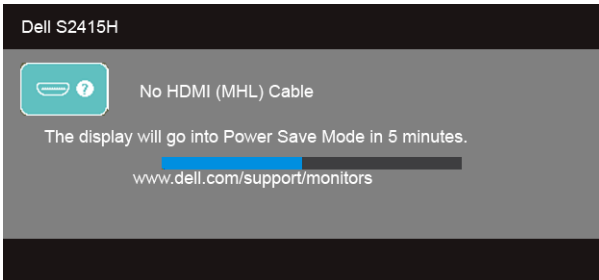 Dell S2415H
?
No HDMI (MHL) Cable
The display will go into Power Save Mode in 5 minutes.
www.dell.com/support/monitors